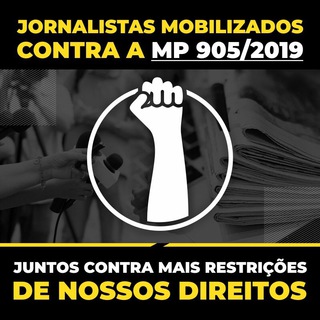 JORNALISTAS MOBILIZADOS
CONTRA A MP 905/2019
JUNTOS CONTRA MAIS RESTRIÇÕES
DE NOSSOS DIREITOS